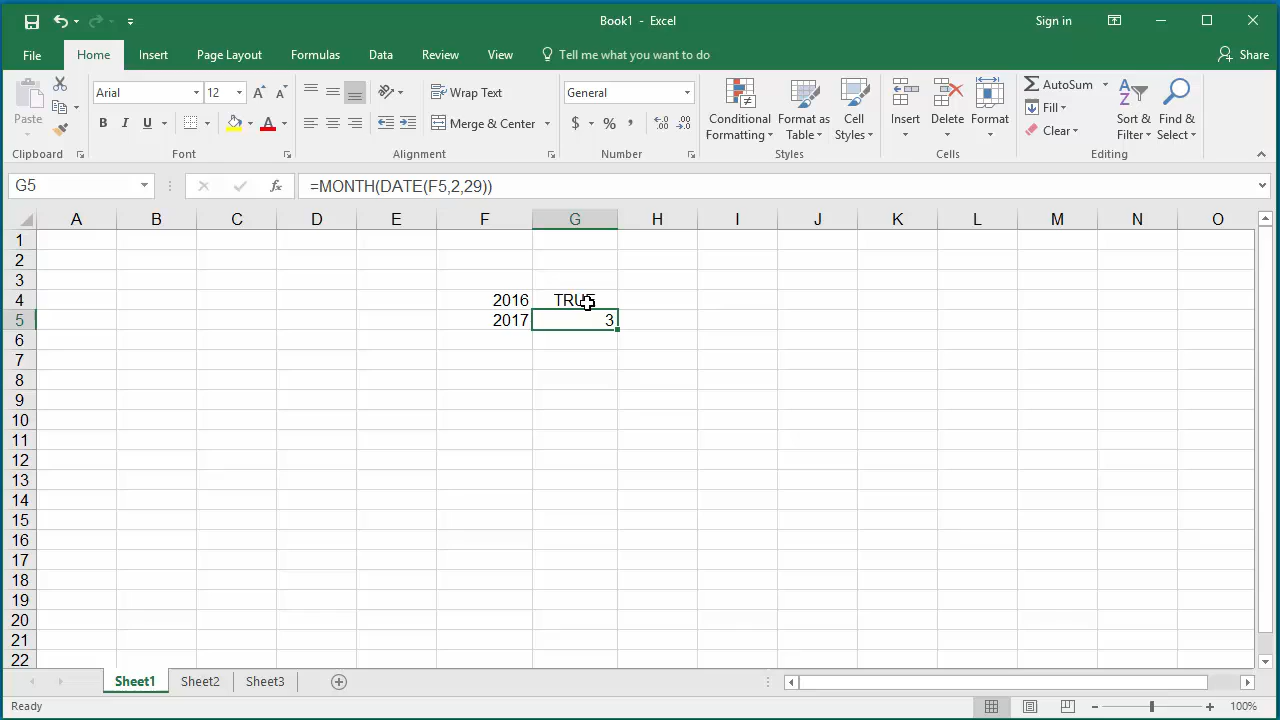 Book1 - Excel
Sign in
File Home Insert Page Layout Formulas Data Review View Tell me what you want to do Share
Paste
Arial 12
B I U A
Wrap Text
Merge & Center
General
$ % ,
Conditional Formatting
Format as Table
Cell Styles
Insert
Delete
Format
AutoSum
Fill
Clear
Sort & Filter
Find & Select
Clipboard Font Alignment Number Styles Cells Editing
G5 fx =MONTH(DATE(F5,2,29))
A B C D E F G H I J K L M N O
1
2
3
4 2016 TRUE
5 2017 3
6
7
8
9
10
11
12
13
14
15
16
17
18
19
20
21
22
Sheet1 Sheet2 Sheet3
Ready 100%